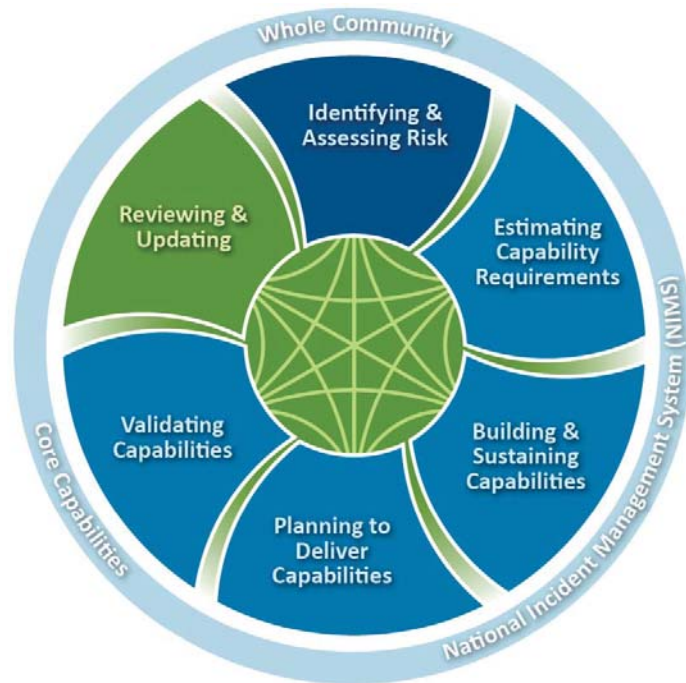 Whole Community
Identifying &
Assessing Risk
Estimating
Capability
Requirements
Building &
Sustaining
Capabilities
Planning to
Deliver
Capabilities
Validating
Capabilities
Reviewing &
Updating
National Incident Management System (NIMS)
Core Capabilities